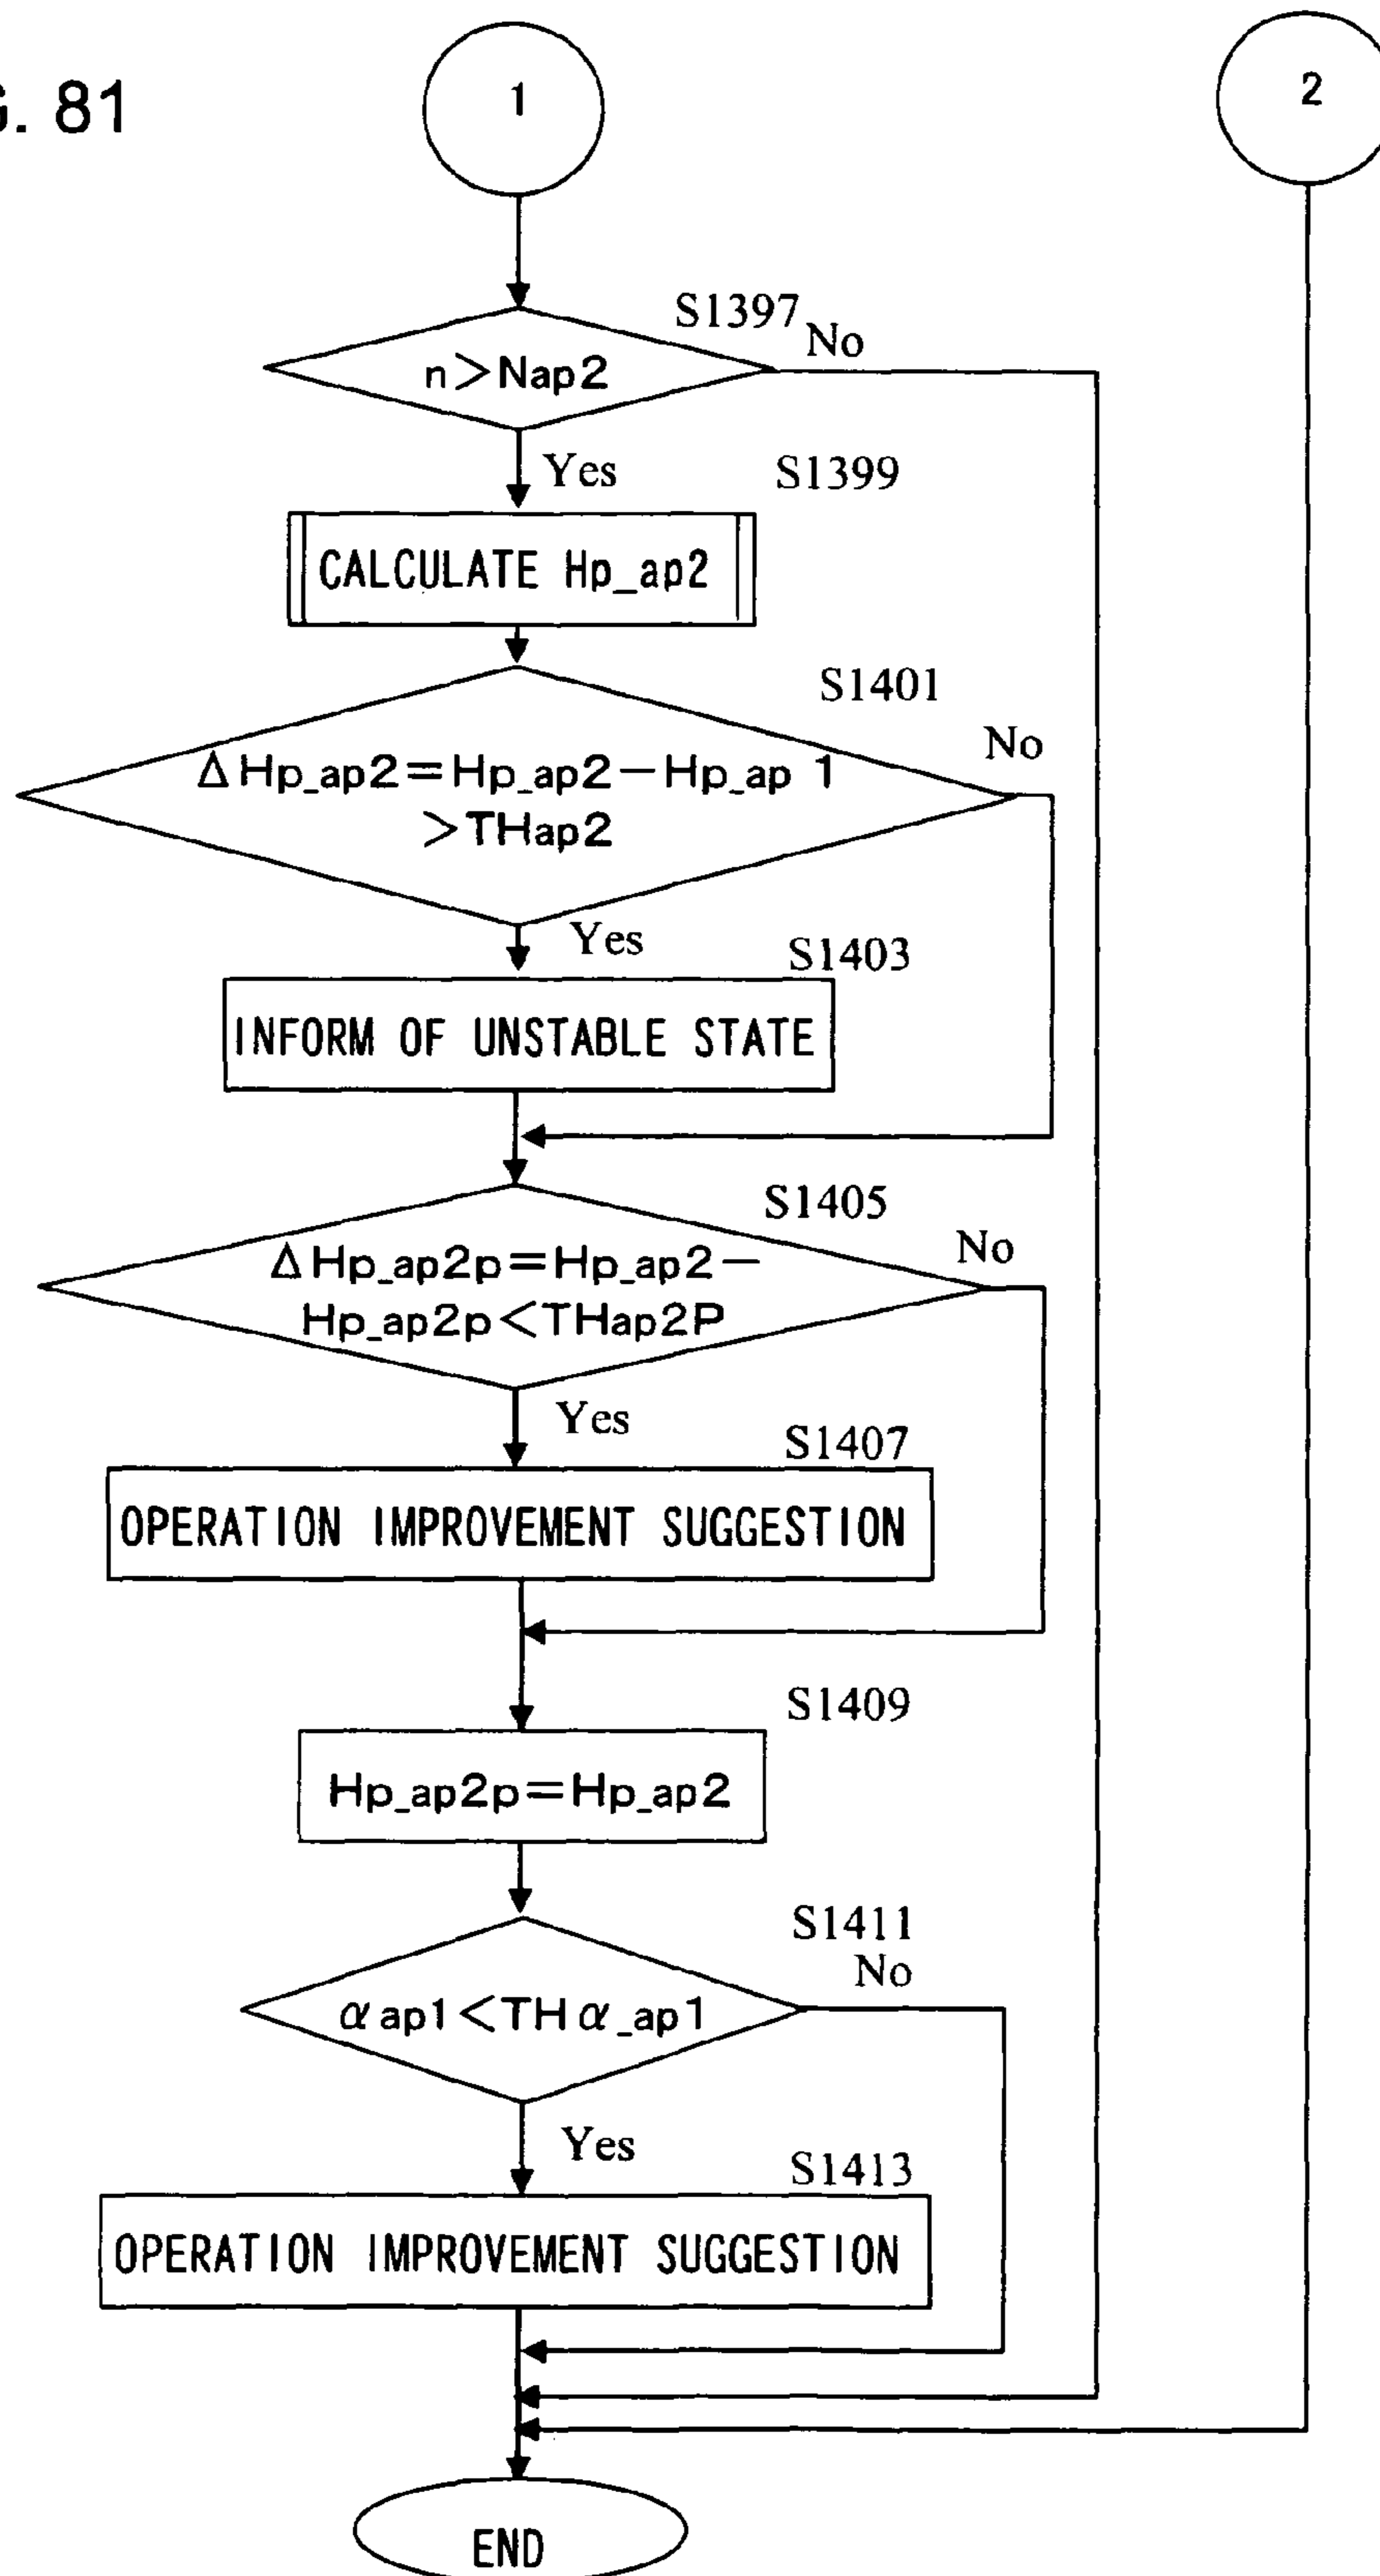 G. 81
1
2
S1397
No
n>Nap2
Yes
S1399
CALCULATE Hp_ap2
S1401
No
ΔHp_ap2=Hp_ap2-Hp_ap 1
>THap2
Yes
S1403
INFORM OF UNSTABLE STATE
S1405
No
ΔHp_ap2p=Hp_ap2-
Hp_ap2p<THap2P
Yes
S1407
OPERATION IMPROVEMENT SUGGESTION
S1409
Hp_ap2p=Hp_ap2
S1411
No
αap1<THα_ap1
Yes
S1413
OPERATION IMPROVEMENT SUGGESTION
END